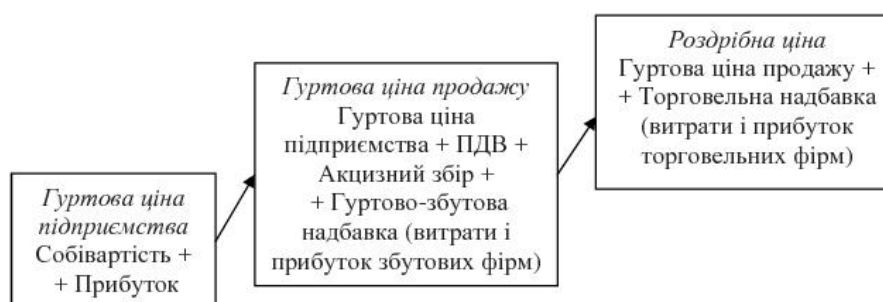 Гуртова ціна
підприємства
Собівартість +
+ Прибуток
Гуртова ціна продажу
Гуртова ціна
підприємства + ПДВ +
Акцизний збір +
+ Гуртово-збутова
надбавка (витрати і
прибуток збутових фірм)
Роздрібна ціна
Гуртова ціна продажу +
+ Торговельна надбавка
(витрати і прибуток
торговельних фірм)